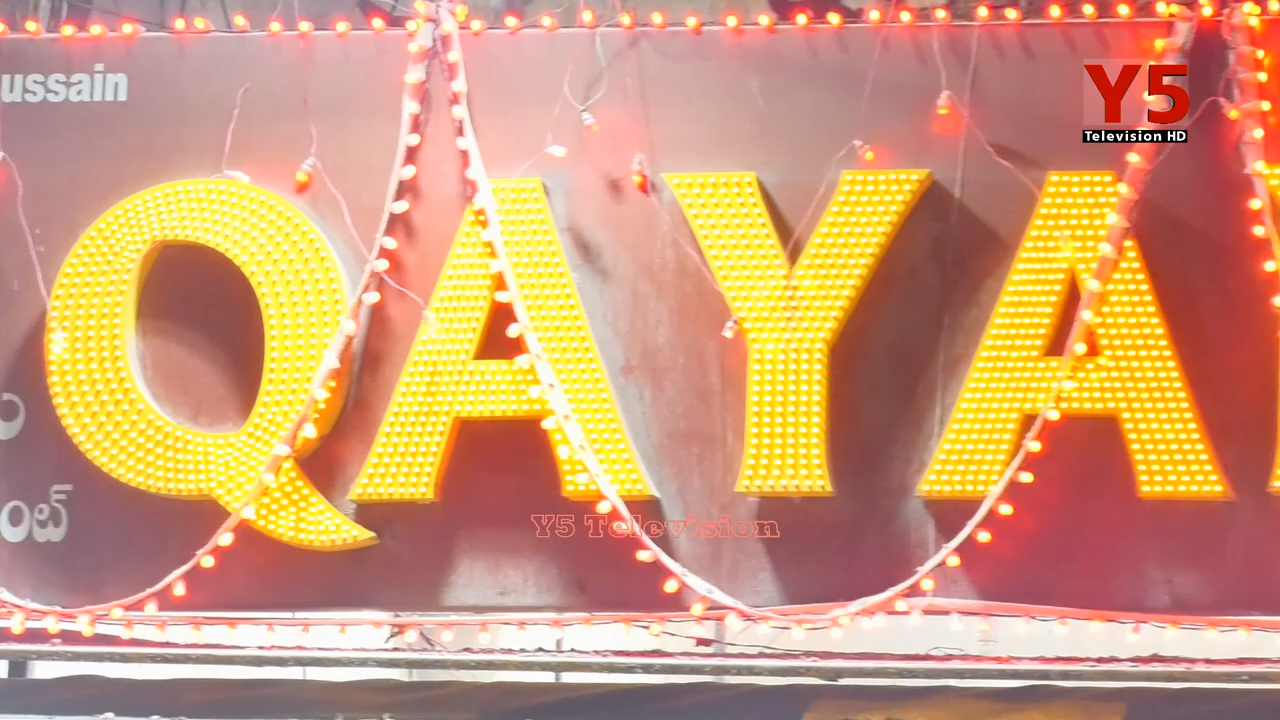 ussain
Y5
Television HD
QAYA
ంట్
Y5 Television